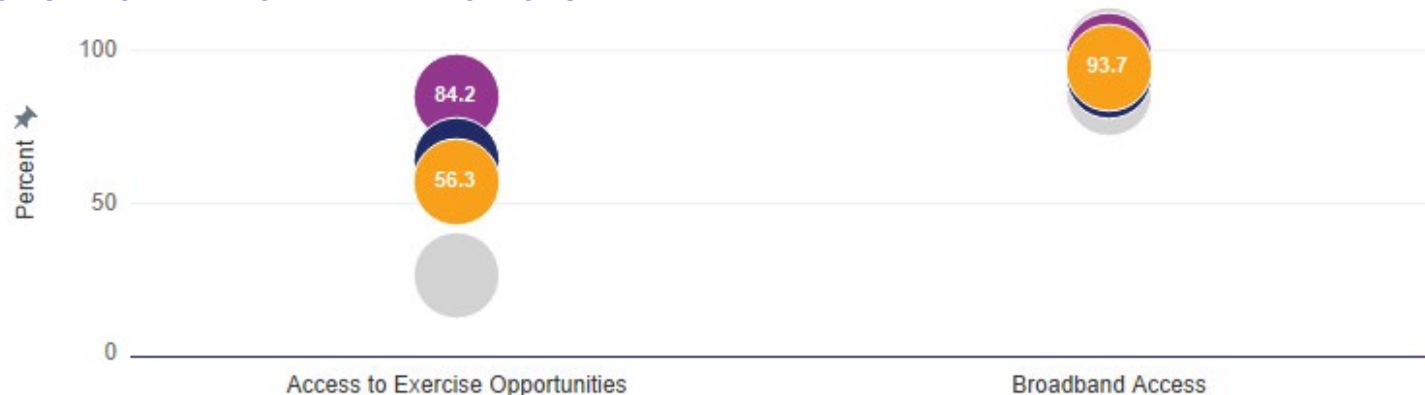 100
84.2
93.7
Percent
56.3
50
0
Access to Exercise Opportunities
Broadband Access